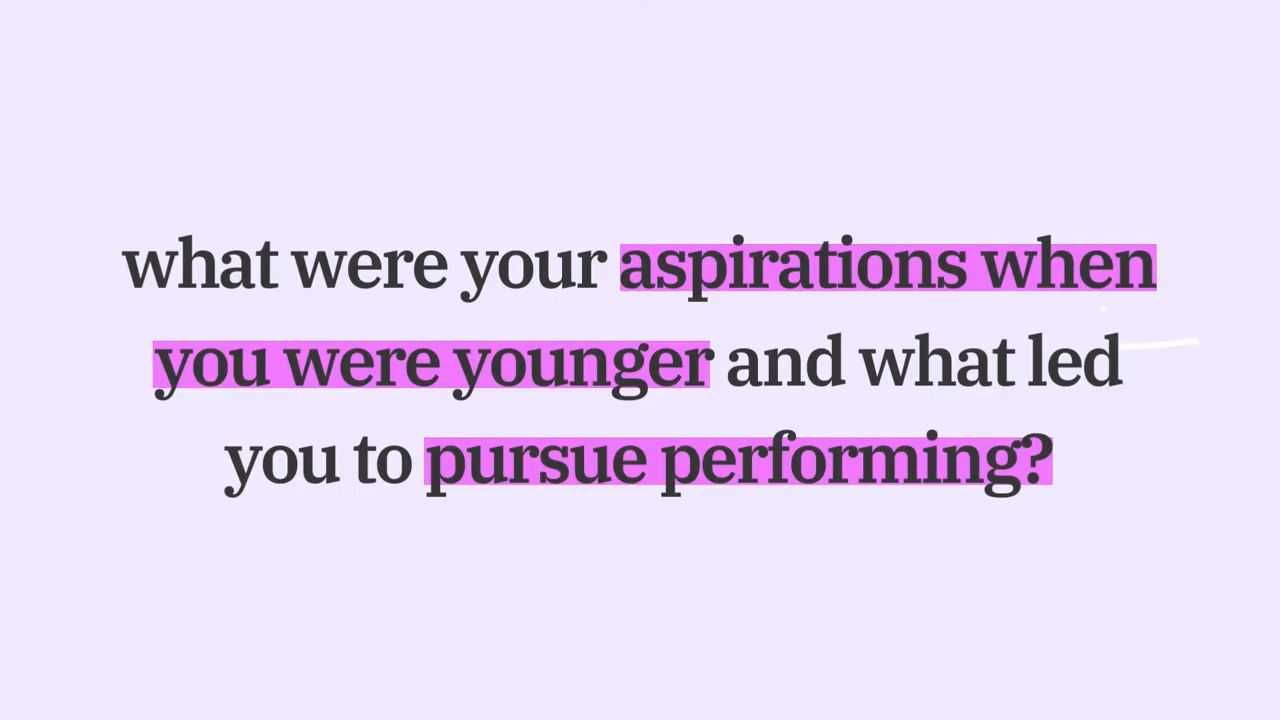 what were your aspirations when
you were younger and what led
you to pursue performing?